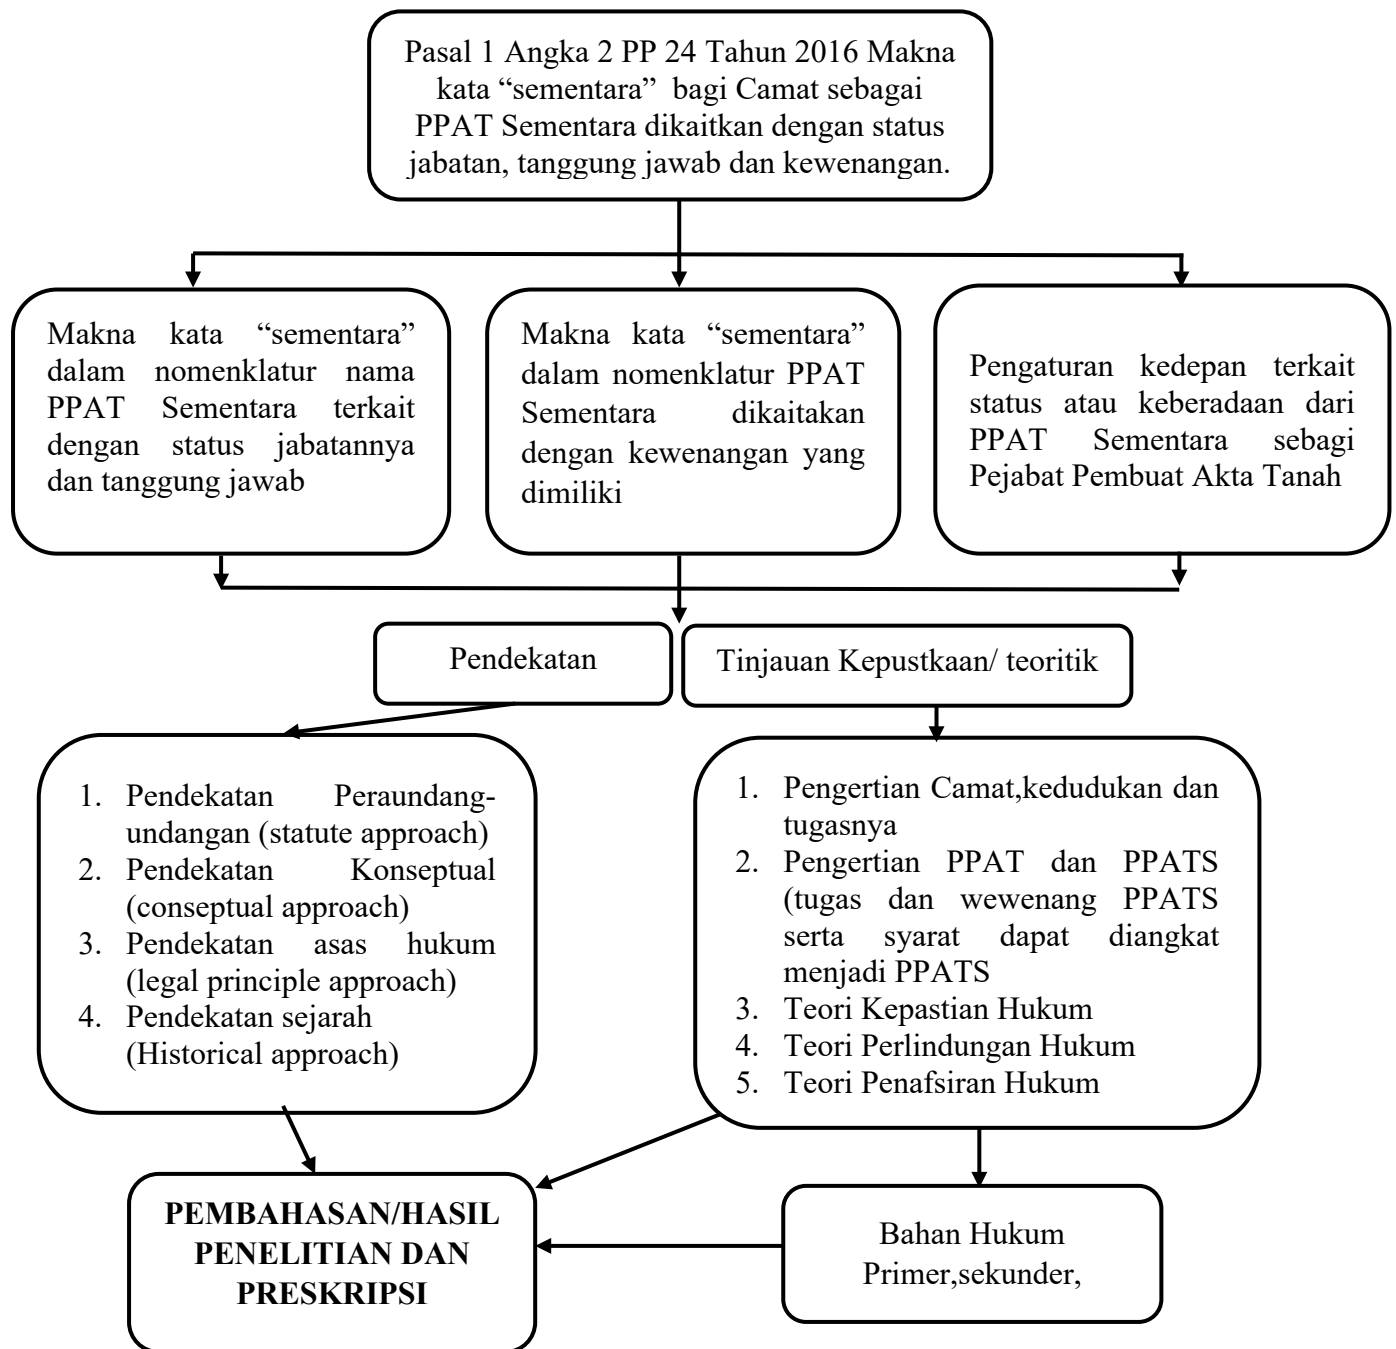 Pasal 1 Angka 2 PP 24 Tahun 2016 Makna
kata “sementara” bagi Camat sebagai
PPAT Sementara dikaitkan dengan status
jabatan, tanggung jawab dan kewenangan.
Makna kata “sementara”
dalam nomenklatur nama
PPAT Sementara terkait
dengan status jabatannya
dan tanggung jawab
Makna kata “sementara”
dalam nomenklatur PPAT
Sementara dikaitakan
dengan kewenangan yang
dimiliki
Pengaturan kedepan terkait
status atau keberadaan dari
PPAT Sementara sebagi
Pejabat Pembuat Akta Tanah
Pendekatan
Tinjauan Kepustkaan/ teoritik
1. Pendekatan Peraundang-
undangan (statute approach)
2. Pendekatan Konseptual
(conseptual approach)
3. Pendekatan asas hukum
(legal principle approach)
4. Pendekatan sejarah
(Historical approach)
1. Pengertian Camat,kedudukan dan
tugasnya
2. Pengertian PPAT dan PPATS
(tugas dan wewenang PPATS
serta syarat dapat diangkat
menjadi PPATS
3. Teori Kepastian Hukum
4. Teori Perlindungan Hukum
5. Teori Penafsiran Hukum
PEMBAHASAN/HASIL
PENELITIAN DAN
PRESKRIPSI
Bahan Hukum
Primer,sekunder,